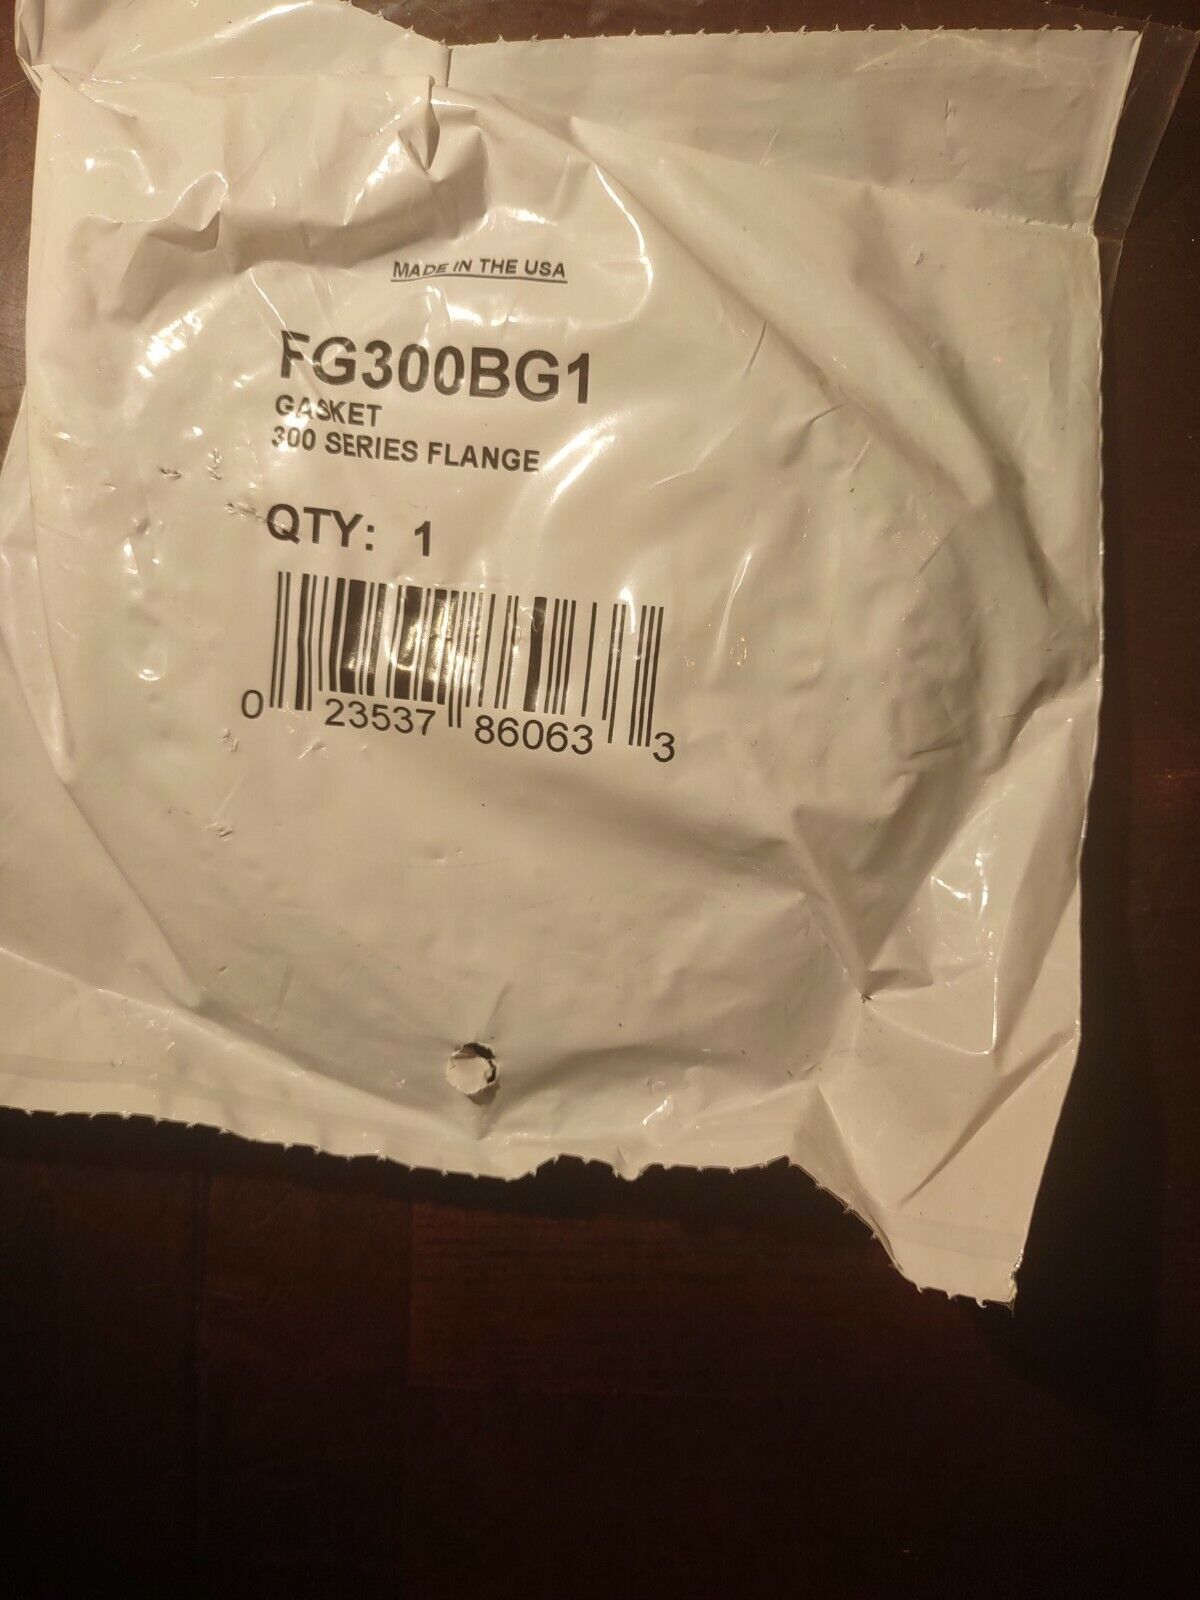 MADE IN THE USA
FG300BG1
GASKET
300 SERIES FLANGE
QTY: 1
0 23537 86063 3